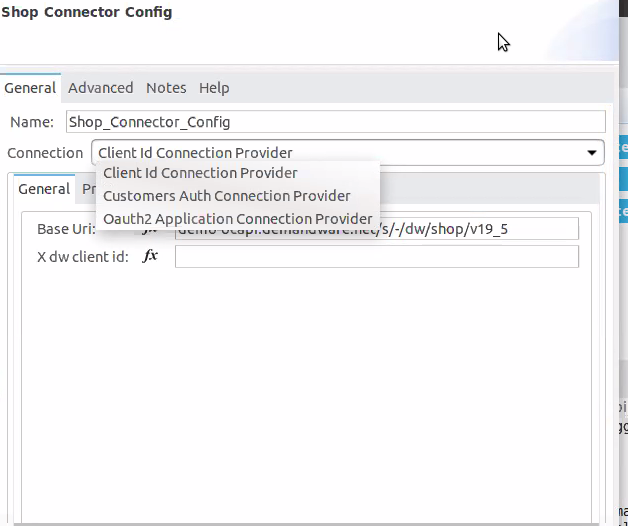 Shop Connector Config
General Advanced Notes Help
Name: Shop_Connector_Config
Connection Client Id Connection Provider
Client Id Connection Provider
General
Customers Auth Connection Provider
Oauth2 Application Connection Provider
Base Uri: fx demo-ocapi.demandware.net/s/-/dw/shop/v19_5
X dw client id: fx